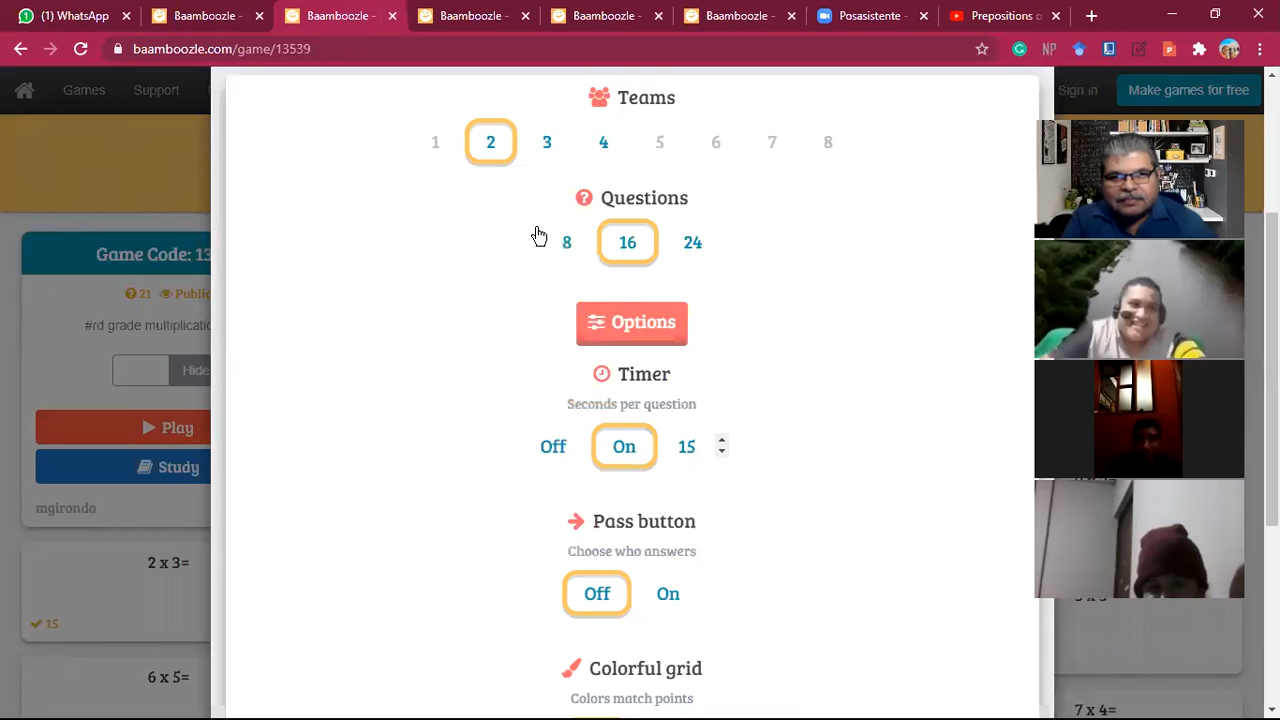 (1) WhatsApp
Baamboozle -
Baamboozle -
Baamboozle -
Baamboozle -
Baamboozle -
Posasistente -
Prepositions o
baamboozle.com/game/13539
NP
Games
Support
Sign in
Make games for free
Teams
1 2 3 4 5 6 7 8
Questions
8 16 24
Options
Timer
Seconds per question
Off On 15
Pass button
Choose who answers
Off On
Colorful grid
Colors match points
Game Code: 13
21 Public
#rd grade multiplicatio
Hide
Play
Study
mgironda
2 x 3=
15
6 x 5=
7 x 4=